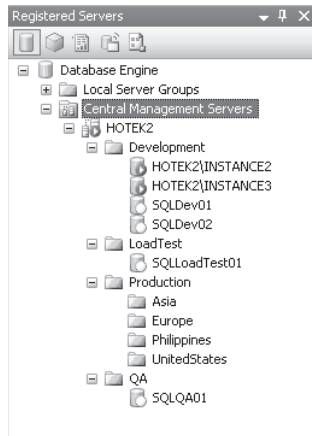 Registered Servers
Database Engine
Local Server Groups
Central Management Servers
HOTEK2
Development
HOTEK2\INSTANCE2
HOTEK2\INSTANCE3
SQLDev01
SQLDev02
LoadTest
SQLLoadTest01
Production
Asia
Europe
Philippines
UnitedStates
QA
SQLQA01